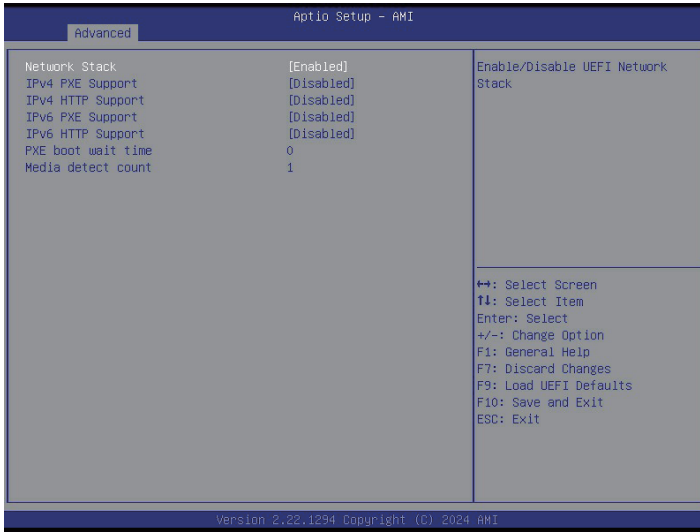 Aptio Setup – AMI
Advanced
Network Stack [Enabled]
IPv4 PXE Support [Disabled]
IPv4 HTTP Support [Disabled]
IPv6 PXE Support [Disabled]
IPv6 HTTP Support [Disabled]
PXE boot wait time 0
Media detect count 1
Enable/Disable UEFI Network
Stack
↔: Select Screen
↑↓: Select Item
Enter: Select
+/-: Change Option
F1: General Help
F7: Discard Changes
F9: Load UEFI Defaults
F10: Save and Exit
ESC: Exit
Version 2.22.1294 Copyright (C) 2024 AMI